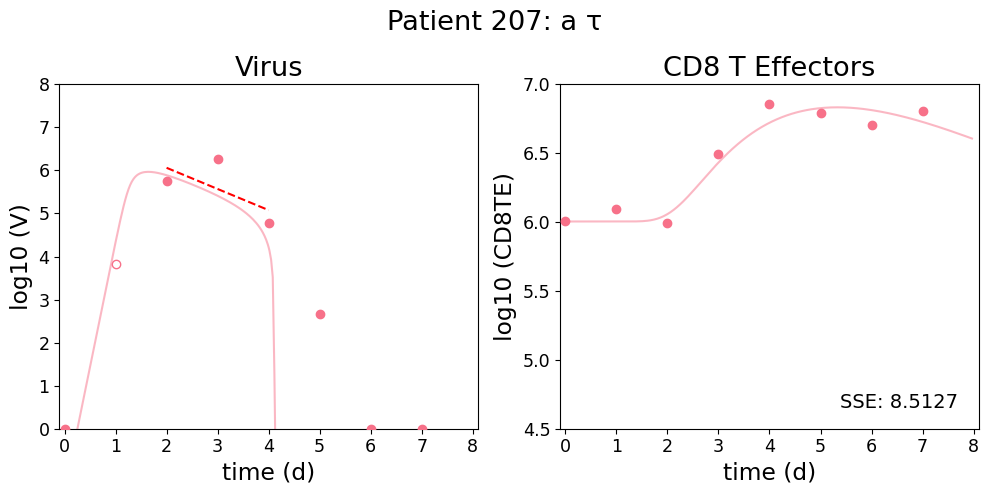 Patient 207: a τ
Virus
CD8 T Effectors
log10 (V)
8
7
6
5
4
3
2
1
0
0 1 2 3 4 5 6 7 8
time (d)
log10 (CD8TE)
7.0
6.5
6.0
5.5
5.0
4.5
SSE: 8.5127
0 1 2 3 4 5 6 7 8
time (d)